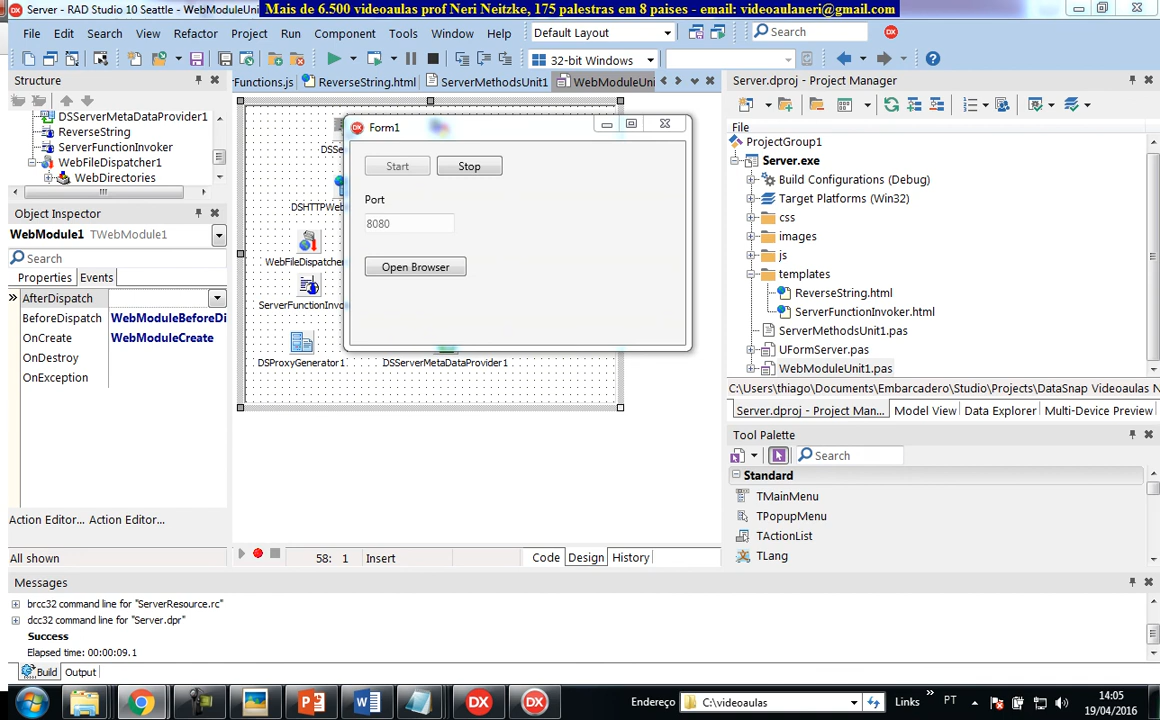 Server - RAD Studio 10 Seattle - WebModuleUni
Mais de 6.500 videoaulas prof Neri Neitzke, 175 palestras em 8 paises - email: videoaulaneri@gmail.com
File Edit Search View Refactor Project Run Component Tools Window Help
Default Layout
Search
32-bit Windows
Structure
DSServerMetaDataProvider1
ReverseString
ServerFunctionInvoker
WebFileDispatcher1
WebDirectories
Object Inspector
WebModule1 TWebModule1
Search
Properties Events
AfterDispatch
BeforeDispatch WebModuleBeforeDi
OnCreate WebModuleCreate
OnDestroy
OnException
Action Editor... Action Editor...
All shown
Functions.js ReverseString.html ServerMethodsUnit1 WebModuleUni
DSSe
DSHTTPWeb
WebFileDispatcher
ServerFunctionInvo
DSProxyGenerator1
DSServerMetaDataProvider1
Form1
Start Stop
Port
8080
Open Browser
58: 1 Insert
Code Design History
Server.dproj - Project Manager
File
ProjectGroup1
Server.exe
Build Configurations (Debug)
Target Platforms (Win32)
css
images
js
templates
ReverseString.html
ServerFunctionInvoker.html
ServerMethodsUnit1.pas
UFormServer.pas
WebModuleUnit1.pas
C:\Users\thiago\Documents\Embarcadero\Studio\Projects\DataSnap Videoaulas N
Server.dproj - Project Man... Model View Data Explorer Multi-Device Preview
Tool Palette
Search
Standard
TMainMenu
TPopupMenu
TActionList
TLang
Messages
brcc32 command line for "ServerResource.rc"
dcc32 command line for "Server.dpr"
Success
Elapsed time: 00:00:09.1
Build Output
Endereço C:\videoaulas Links PT
14:05
19/04/2016